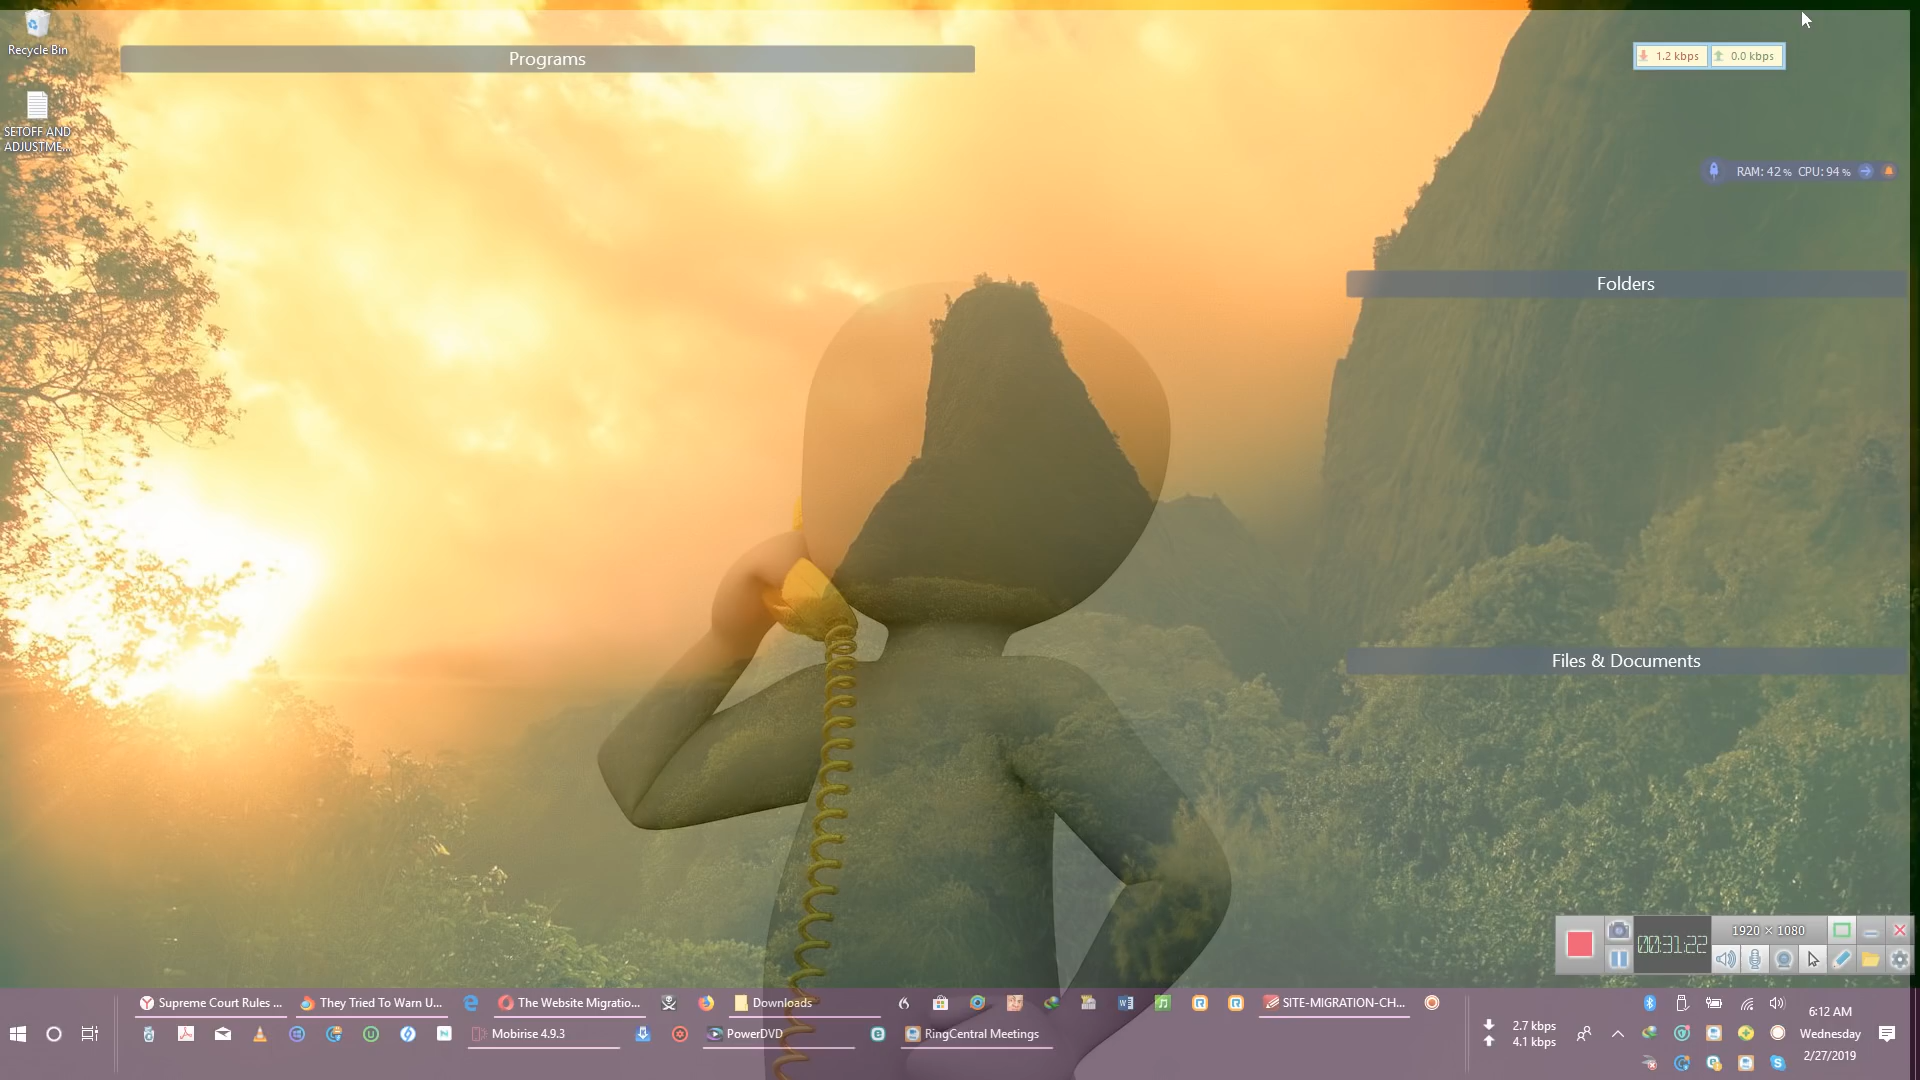 Recycle Bin
SETOFF AND
ADJUSTME...
Programs
1.2 kbps
0.0 kbps
RAM: 42% CPU: 94%
Folders
Files & Documents
00:31:22
1920 × 1080
Supreme Court Rules ...
They Tried To Warn U...
The Website Migratio...
Downloads
SITE-MIGRATION-CH...
Mobirise 4.9.3
PowerDVD
RingCentral Meetings
2.7 kbps
4.1 kbps
6:12 AM
Wednesday
2/27/2019